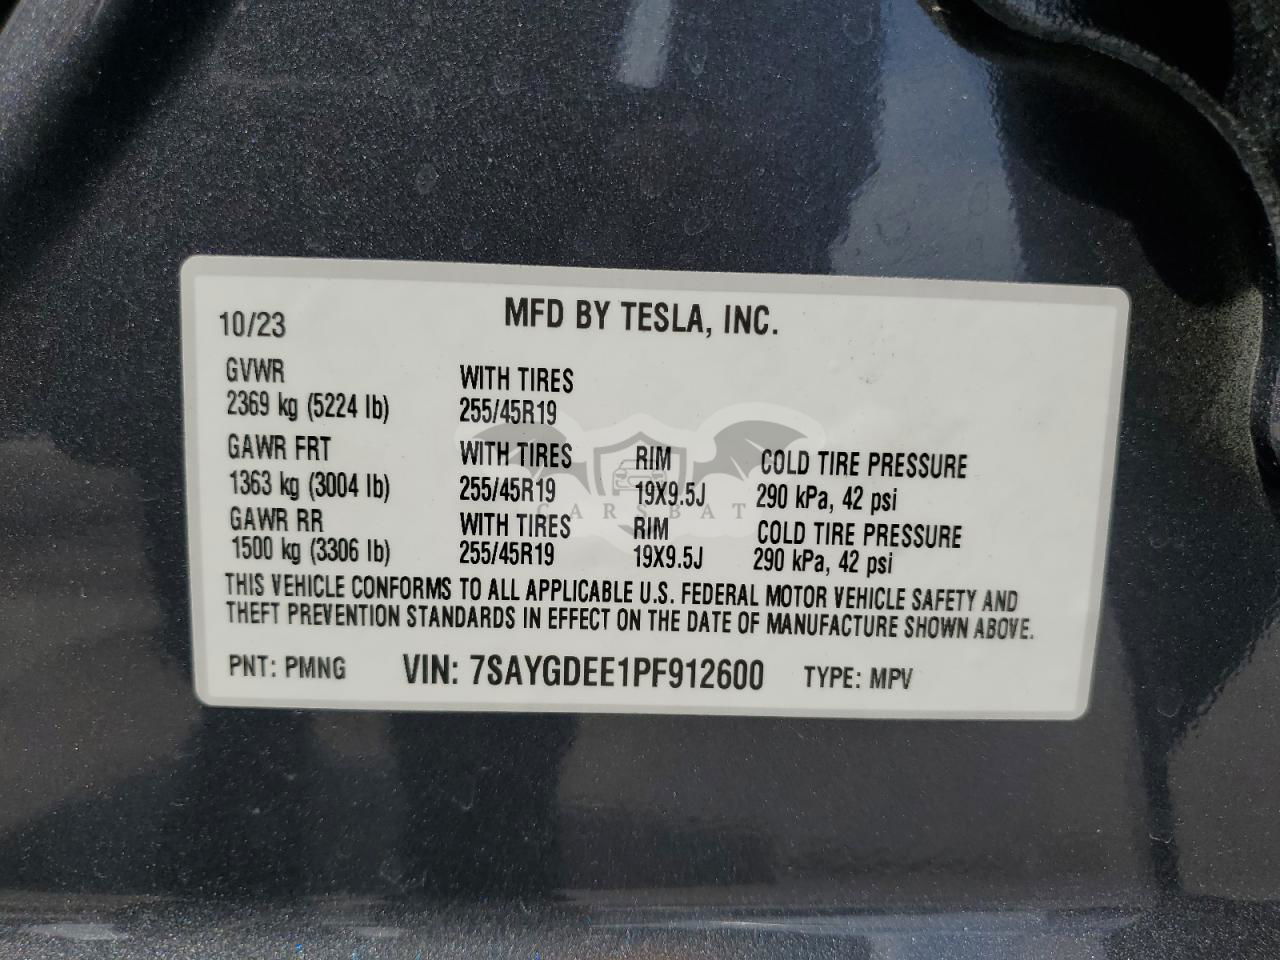 10/23 MFD BY TESLA, INC.
GVWR WITH TIRES
2369 kg (5224 lb) 255/45R19
GAWR FRT WITH TIRES RIM COLD TIRE PRESSURE
1363 kg (3004 lb) 255/45R19 19X9.5J 290 kPa, 42 psi
CARSBAT
GAWR RR WITH TIRES RIM COLD TIRE PRESSURE
1500 kg (3306 lb) 255/45R19 19X9.5J 290 kPa, 42 psi
THIS VEHICLE CONFORMS TO ALL APPLICABLE U.S. FEDERAL MOTOR VEHICLE SAFETY AND
THEFT PREVENTION STANDARDS IN EFFECT ON THE DATE OF MANUFACTURE SHOWN ABOVE.
PNT: PMNG VIN: 7SAYGDEE1PF912600 TYPE: MPV